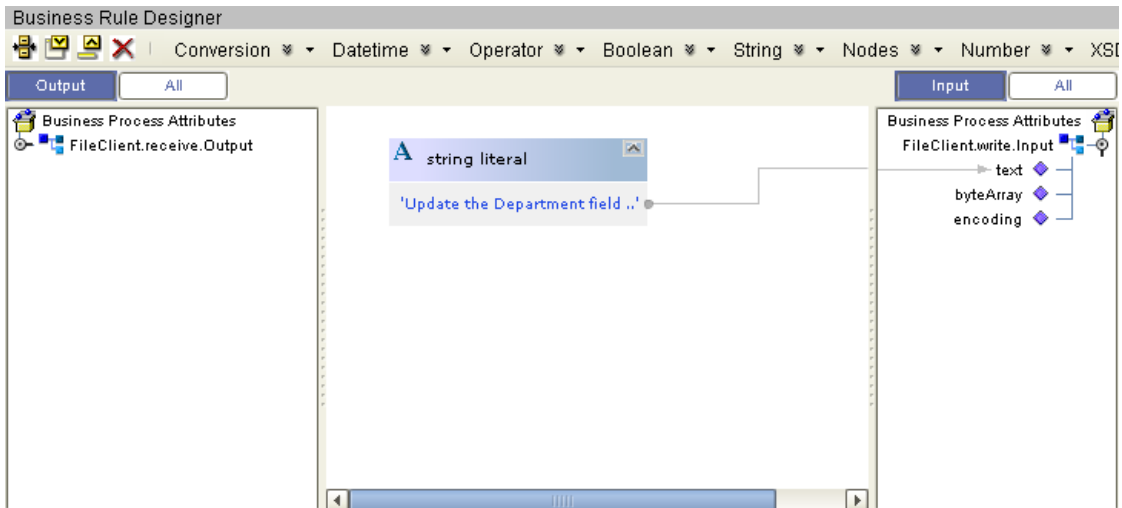 Business Rule Designer
Conversion Datetime Operator Boolean String Nodes Number
Output All Input All
Business Process Attributes Business Process Attributes
FileClient.receive.Output FileClient.write.Input
A string literal
text
'Update the Department field ..'
byteArray
encoding